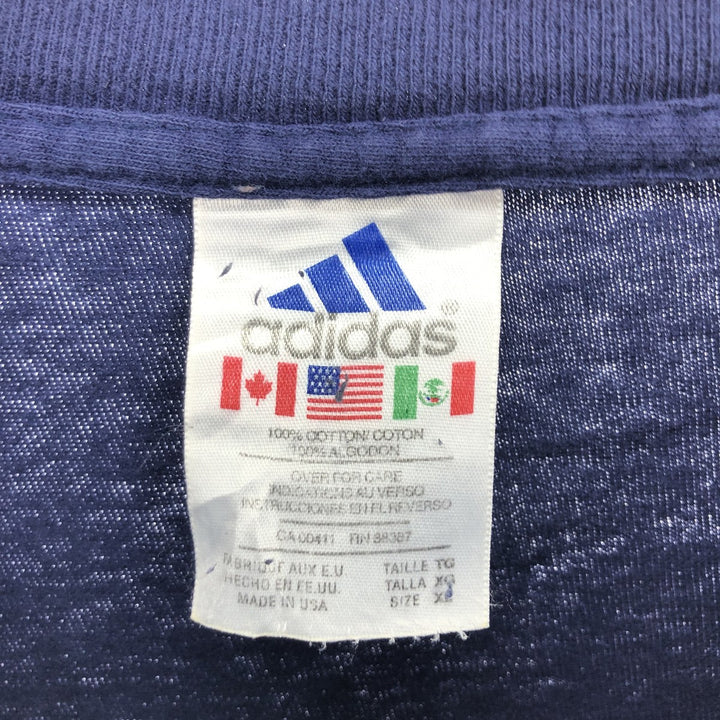 adidas®
100% COTTON/COTON
100% ALGODON
OVER FOR CARE
INDICATIONS AU VERSO
INSTRUCCIONES EN EL REVERSO
CA 00411 RN 88387
FABRIQUE AUX E.U TAILLE TG
HECHO EN EE.UU. TALLA XG
MADE IN USA SIZE XL